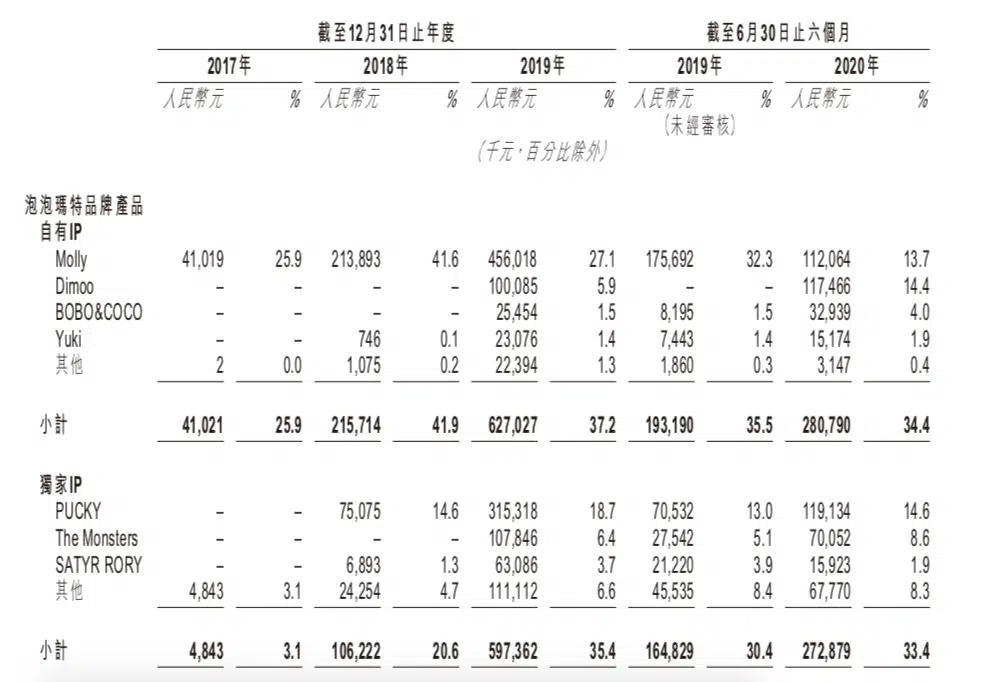 截至12月31日止年度 截至6月30日止六個月
2017年 2018年 2019年 2019年 2020年
人民幣元 % 人民幣元 % 人民幣元 % 人民幣元 % 人民幣元 %
(未經審核)
(千元，百分比除外)
泡泡瑪特品牌產品
自有IP
Molly 41,019 25.9 213,893 41.6 456,018 27.1 175,692 32.3 112,064 13.7
Dimoo – – – – 100,085 5.9 – – 117,466 14.4
BOBO&COCO – – – – 25,454 1.5 8,195 1.5 32,939 4.0
Yuki – – 746 0.1 23,076 1.4 7,443 1.4 15,174 1.9
其他 2 0.0 1,075 0.2 22,394 1.3 1,860 0.3 3,147 0.4
小計 41,021 25.9 215,714 41.9 627,027 37.2 193,190 35.5 280,790 34.4
獨家IP
PUCKY – – 75,075 14.6 315,318 18.7 70,532 13.0 119,134 14.6
The Monsters – – – – 107,846 6.4 27,542 5.1 70,052 8.6
SATYR RORY – – 6,893 1.3 63,086 3.7 21,220 3.9 15,923 1.9
其他 4,843 3.1 24,254 4.7 111,112 6.6 45,535 8.4 67,770 8.3
小計 4,843 3.1 106,222 20.6 597,362 35.4 164,829 30.4 272,879 33.4